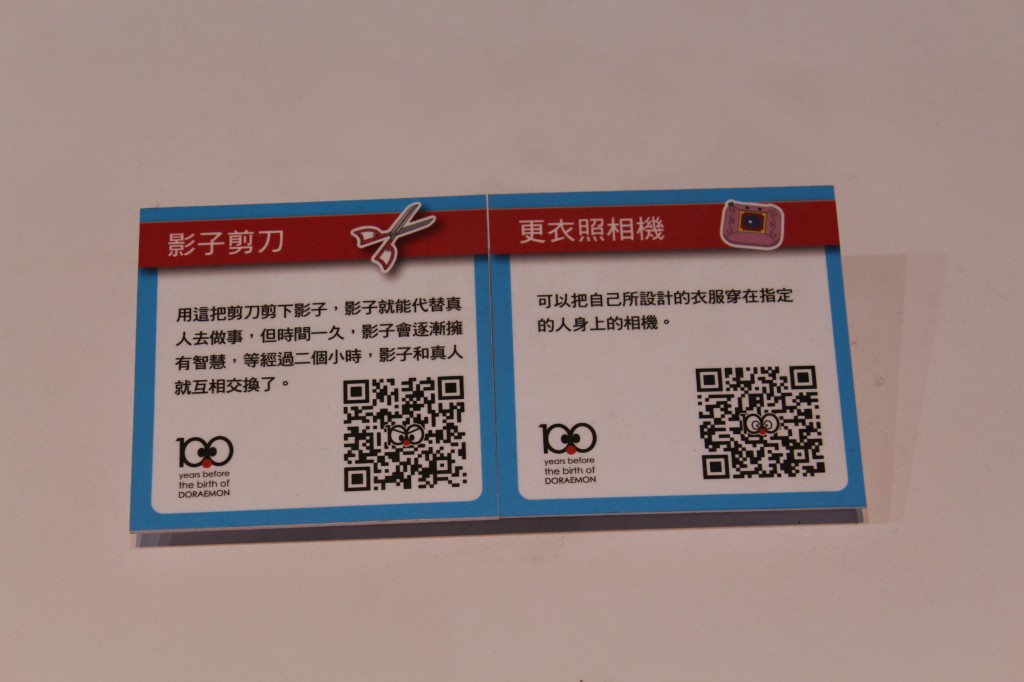 影子剪刀
用這把剪刀剪下影子，影子就能代替真
人去做事，但時間一久，影子會逐漸擁
有智慧，等經過二個小時，影子和真人
就互相交換了。
100
years before
the birth of
DORAEMON
更衣照相機
可以把自己所設計的衣服穿在指定
的人身上的相機。
100
years before
the birth of
DORAEMON